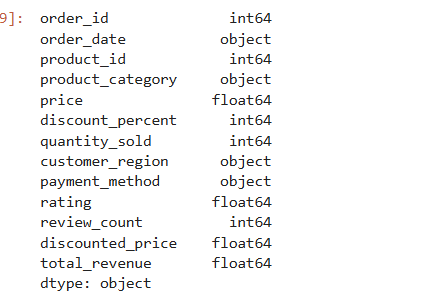 9]: order_id int64
order_date object
product_id int64
product_category object
price float64
discount_percent int64
quantity_sold int64
customer_region object
payment_method object
rating float64
review_count int64
discounted_price float64
total_revenue float64
dtype: object